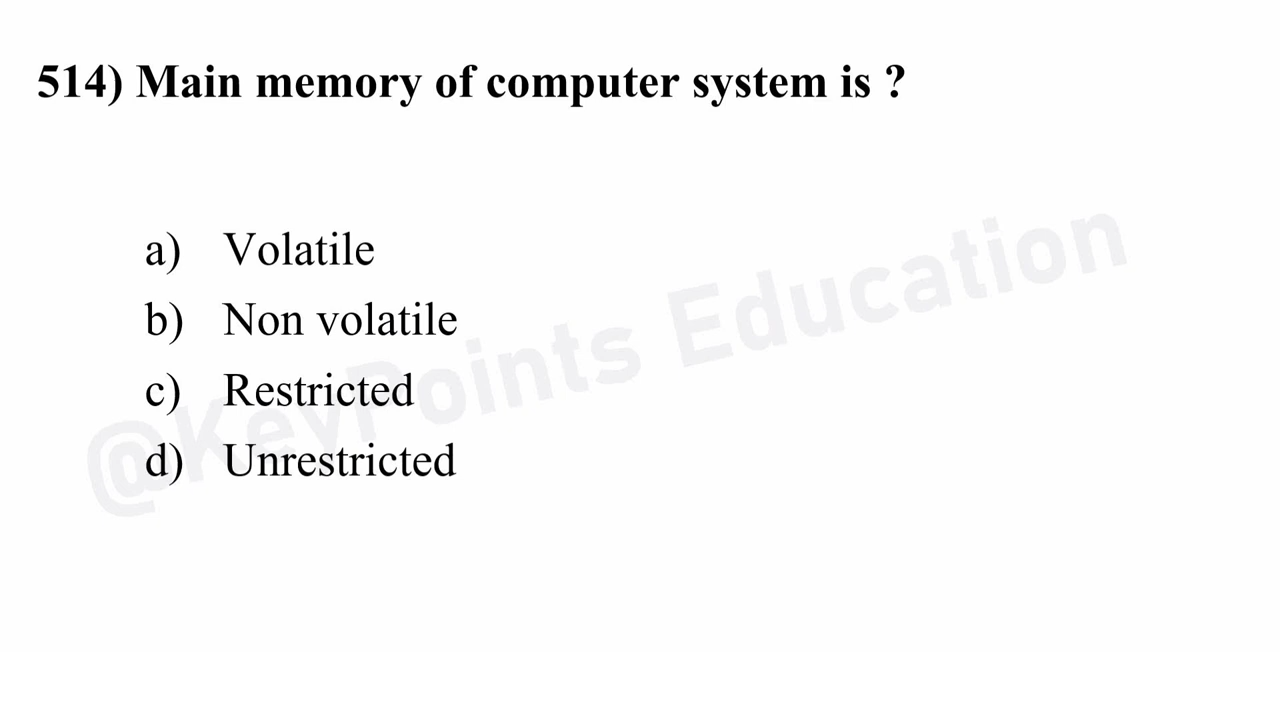 514) Main memory of computer system is ?
a) Volatile
b) Non volatile
c) Restricted
d) Unrestricted
@KeyPoints Education